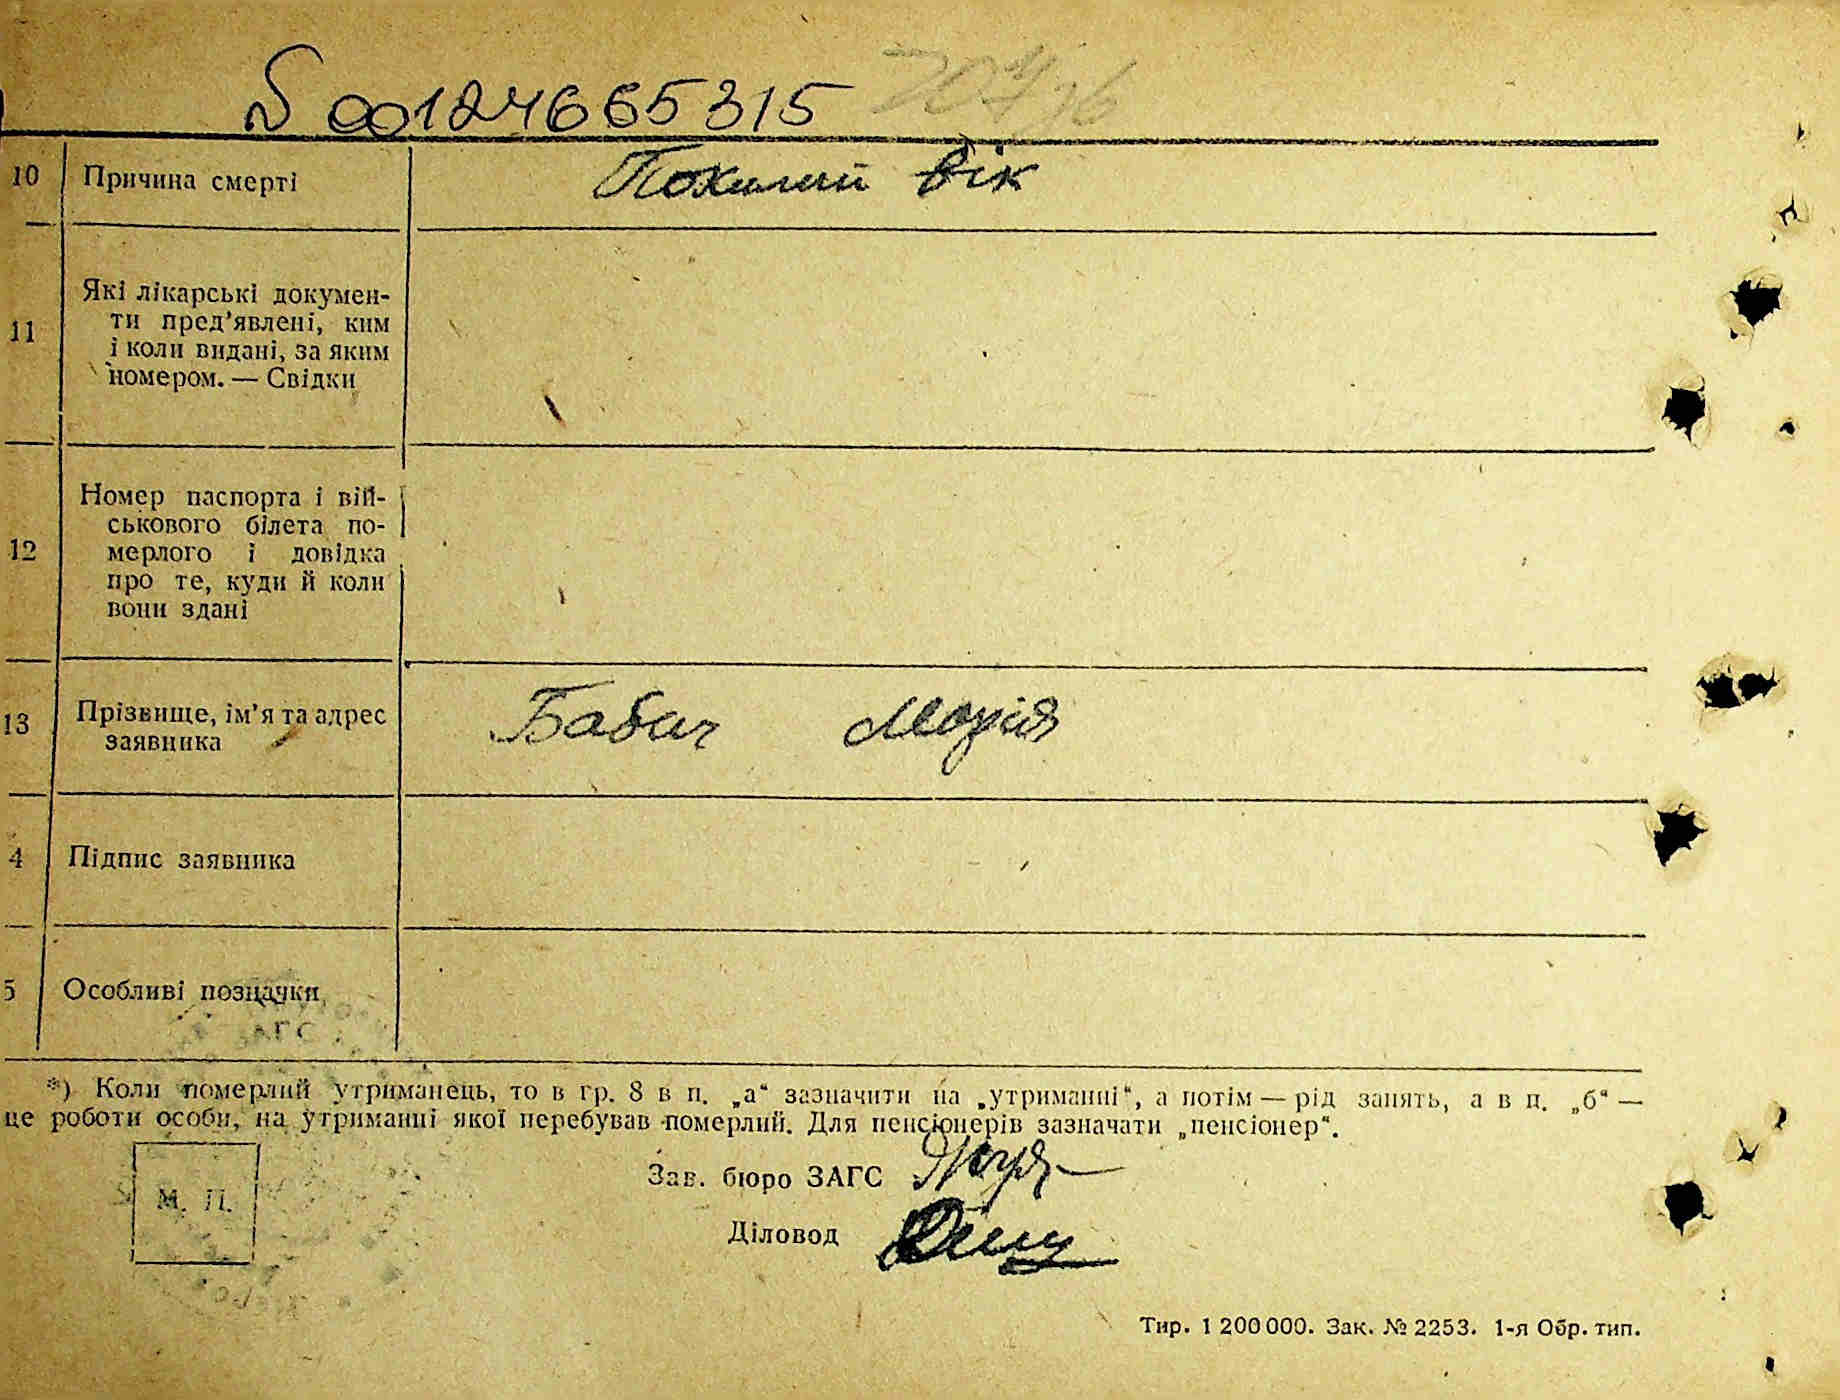 № 00124665315
10 Причина смерті Похилий вік
11 Які лікарські докумен-
ти пред'явлені, ким
і коли видані, за яким
номером. — Свідки
12 Номер паспорта і вій-
ськового білета по-
мерлого і довідка
про те, куди й коли
вони здані
13 Прізвище, ім'я та адрес
заявника Бабич Марія
4 Підпис заявника
5 Особливі позначки
ЗАГС
*) Коли померлий утриманець, то в гр. 8 в п. „а“ зазначити на „утриманні“, а потім — рід занять, а в п. „б“ —
це роботи особи, на утриманні якої перебував померлий. Для пенсіонерів зазначати „пенсіонер“.
М. П.
Зав. бюро ЗАГС
Діловод
Тир. 1 200 000. Зак. № 2253. 1-я Обр. тип.